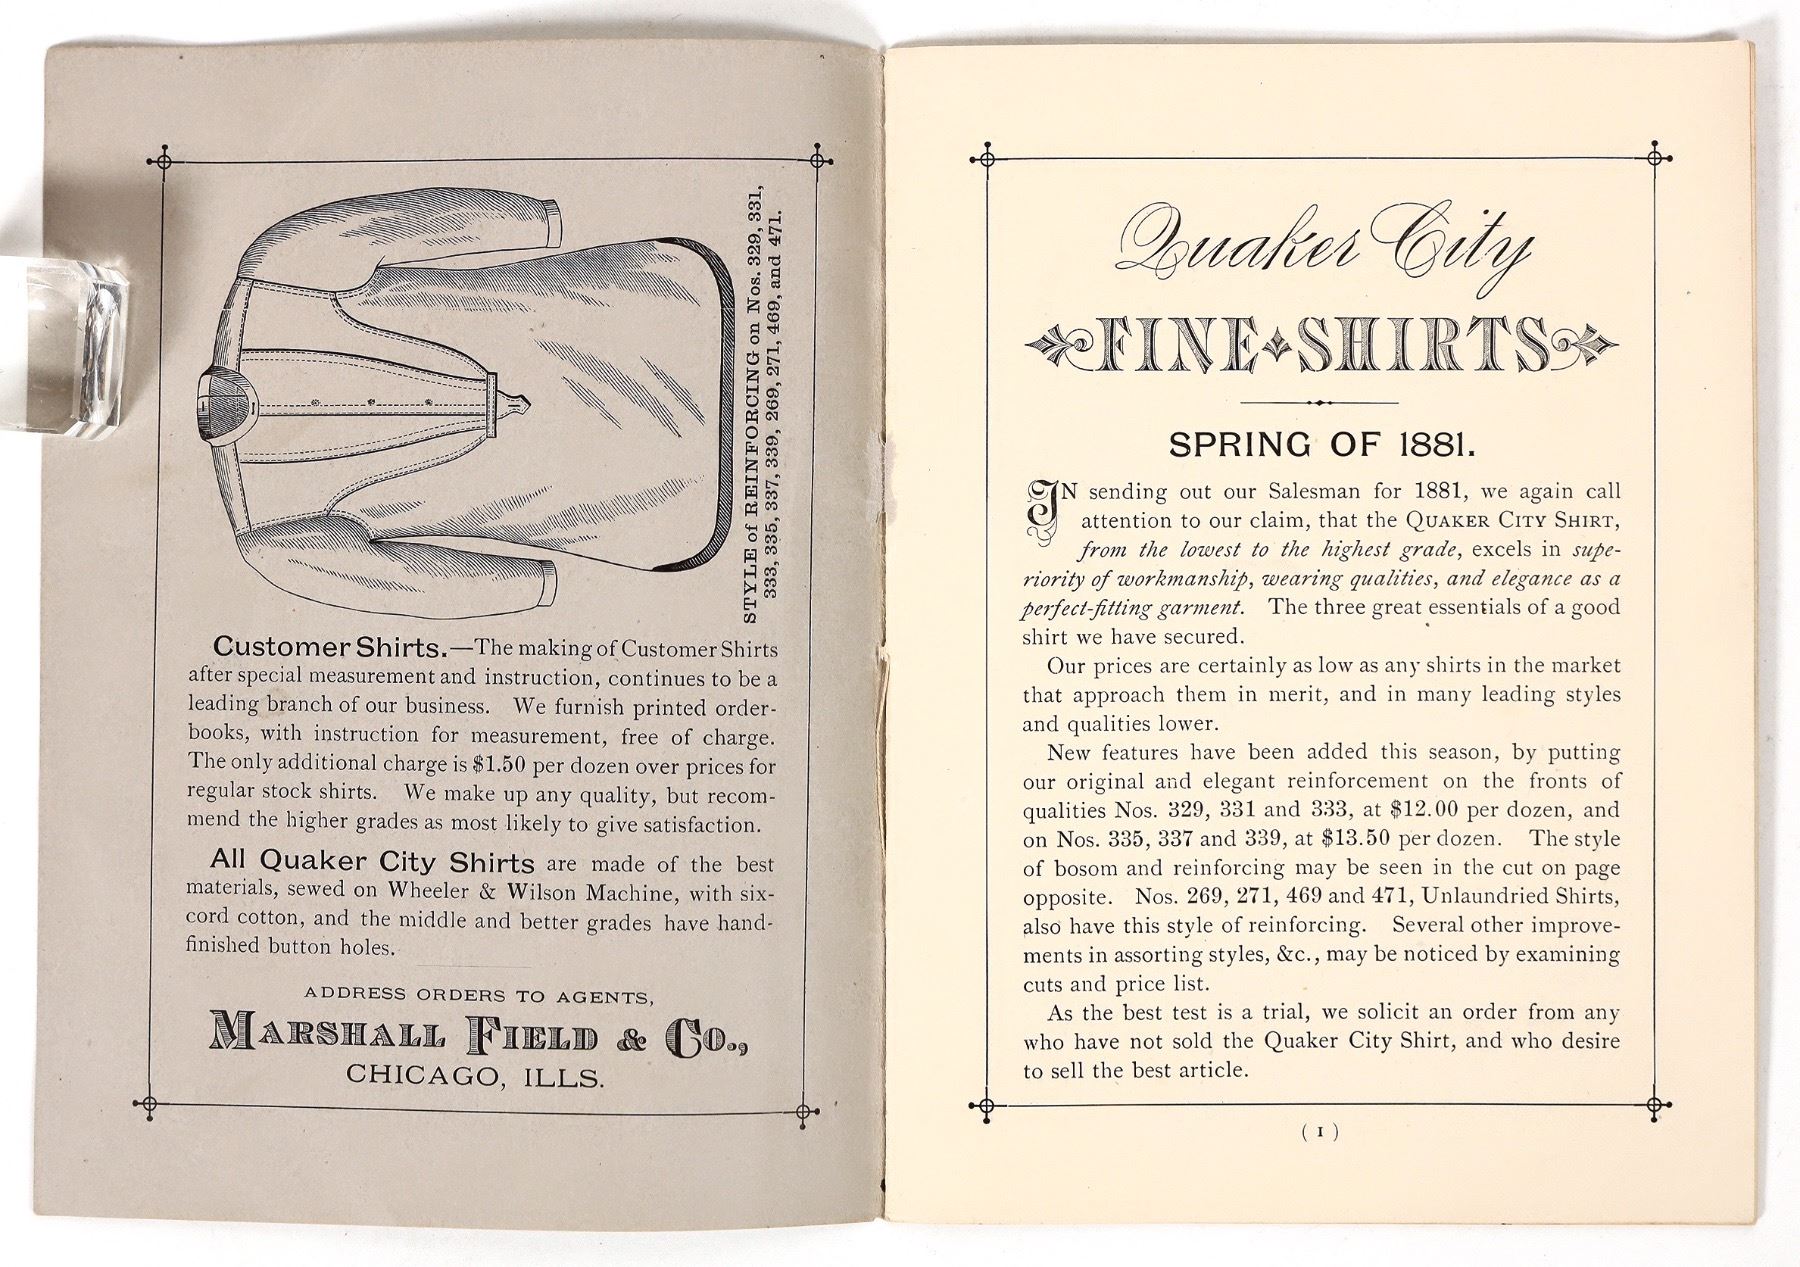 STYLE of REINFORCING on Nos. 329, 331,
333, 335, 337, 339, 269, 271, 469, and 471.
Customer Shirts.—The making of Customer Shirts
after special measurement and instruction, continues to be a
leading branch of our business. We furnish printed order-
books, with instruction for measurement, free of charge.
The only additional charge is $1.50 per dozen over prices for
regular stock shirts. We make up any quality, but recom-
mend the higher grades as most likely to give satisfaction.
All Quaker City Shirts are made of the best
materials, sewed on Wheeler & Wilson Machine, with six-
cord cotton, and the middle and better grades have hand-
finished button holes.
ADDRESS ORDERS TO AGENTS,
MARSHALL FIELD & CO.,
CHICAGO, ILLS.
Quaker City
FINE SHIRTS
SPRING OF 1881.
IN sending out our Salesman for 1881, we again call
attention to our claim, that the QUAKER CITY SHIRT,
from the lowest to the highest grade, excels in supe-
riority of workmanship, wearing qualities, and elegance as a
perfect-fitting garment. The three great essentials of a good
shirt we have secured.
Our prices are certainly as low as any shirts in the market
that approach them in merit, and in many leading styles
and qualities lower.
New features have been added this season, by putting
our original and elegant reinforcement on the fronts of
qualities Nos. 329, 331 and 333, at $12.00 per dozen, and
on Nos. 335, 337 and 339, at $13.50 per dozen. The style
of bosom and reinforcing may be seen in the cut on page
opposite. Nos. 269, 271, 469 and 471, Unlaundried Shirts,
also have this style of reinforcing. Several other improve-
ments in assorting styles, &c., may be noticed by examining
cuts and price list.
As the best test is a trial, we solicit an order from any
who have not sold the Quaker City Shirt, and who desire
to sell the best article.
( 1 )